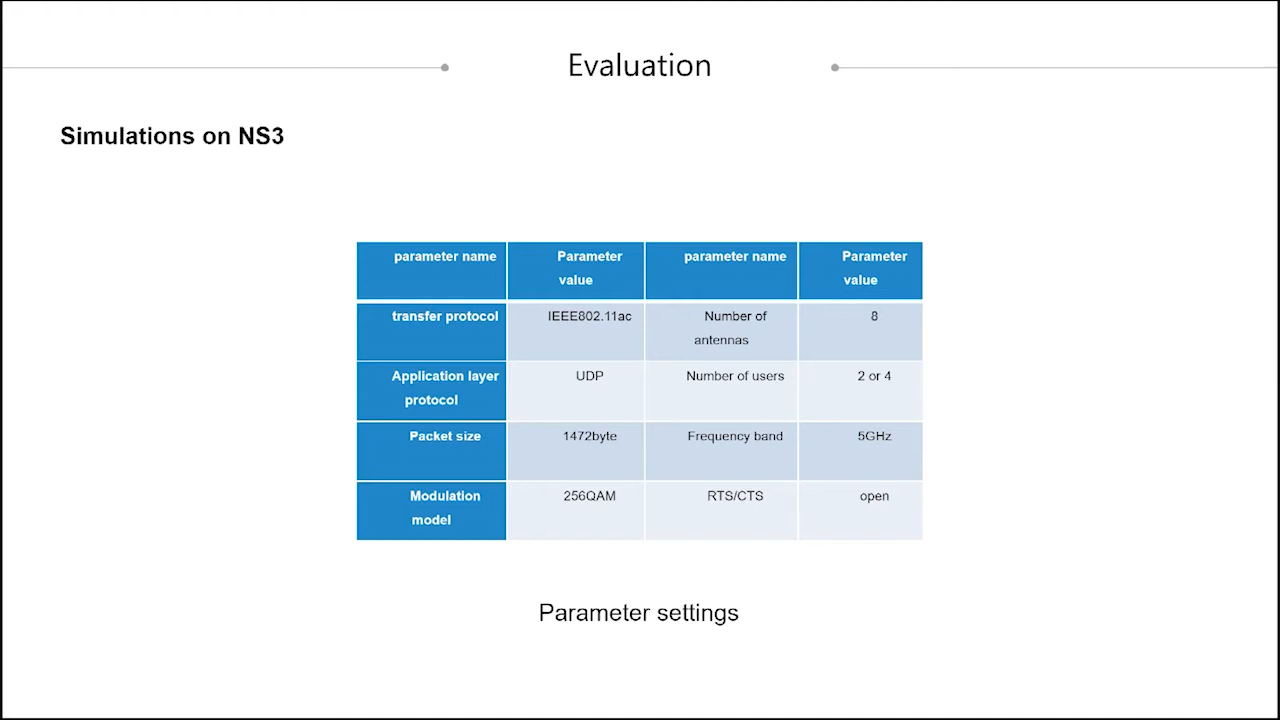 Evaluation
Simulations on NS3
parameter name
Parameter
value
parameter name
Parameter
value
transfer protocol
IEEE802.11ac
Number of
antennas
8
Application layer
protocol
UDP
Number of users
2 or 4
Packet size
1472byte
Frequency band
5GHz
Modulation
model
256QAM
RTS/CTS
open
Parameter settings